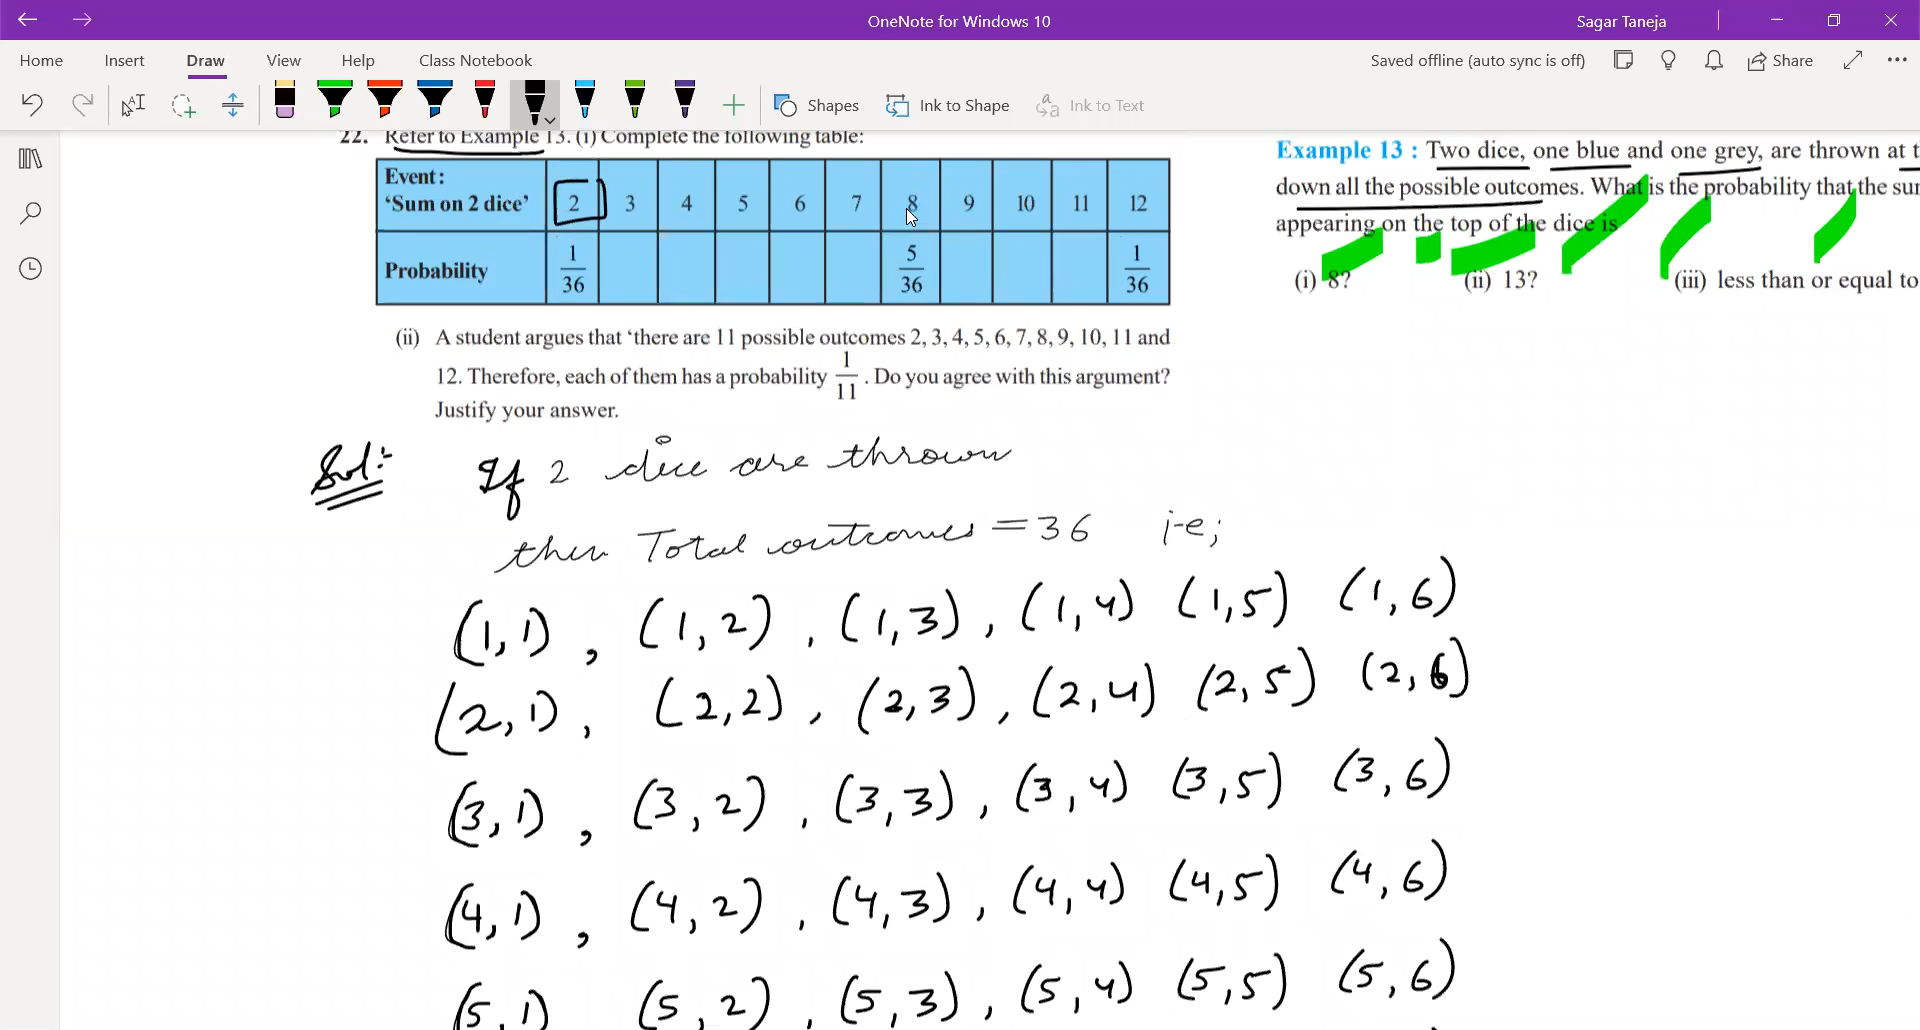 OneNote for Windows 10
Sagar Taneja
Home Insert Draw View Help Class Notebook
Saved offline (auto sync is off) Share
Shapes Ink to Shape Ink to Text
22. Refer to Example 13. (i) Complete the following table:
Event:
‘Sum on 2 dice’ 2 3 4 5 6 7 8 9 10 11 12
Probability 1/36 5/36 1/36
(ii) A student argues that ‘there are 11 possible outcomes 2, 3, 4, 5, 6, 7, 8, 9, 10, 11 and
12. Therefore, each of them has a probability 1/11 . Do you agree with this argument?
Justify your answer.
Example 13 : Two dice, one blue and one grey, are thrown at
down all the possible outcomes. What is the probability that the
appearing on the top of the dice is
(i) 8? (ii) 13? (iii) less than or equal to
Sol:-
If 2 dice are thrown
then Total outcomes = 36 i-e;
(1,1) , (1,2) , (1,3) , (1,4) (1,5) (1,6)
(2,1) , (2,2) , (2,3) , (2,4) (2,5) (2,6)
(3,1) , (3,2) , (3,3) , (3,4) (3,5) (3,6)
(4,1) , (4,2) , (4,3) , (4,4) (4,5) (4,6)
(5,1) (5,2) , (5,3) , (5,4) (5,5) (5,6)